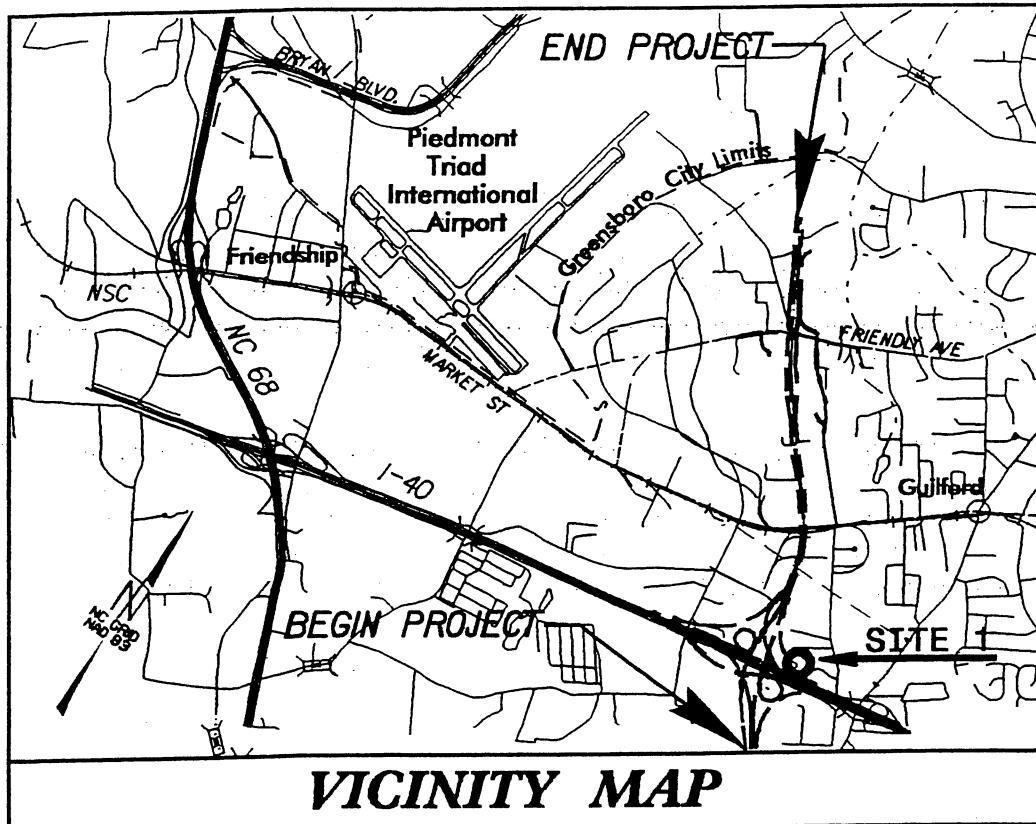 END PROJECT
BRYAN BLVD.
Piedmont
Triad
International
Airport
Greensboro City Limits
Friendship
NSC
NC 68
FRIENDLY AVE
MARKET ST
I-40
Guilford
NC GRID
NAD 83
N
BEGIN PROJECT
SITE 1
VICINITY MAP